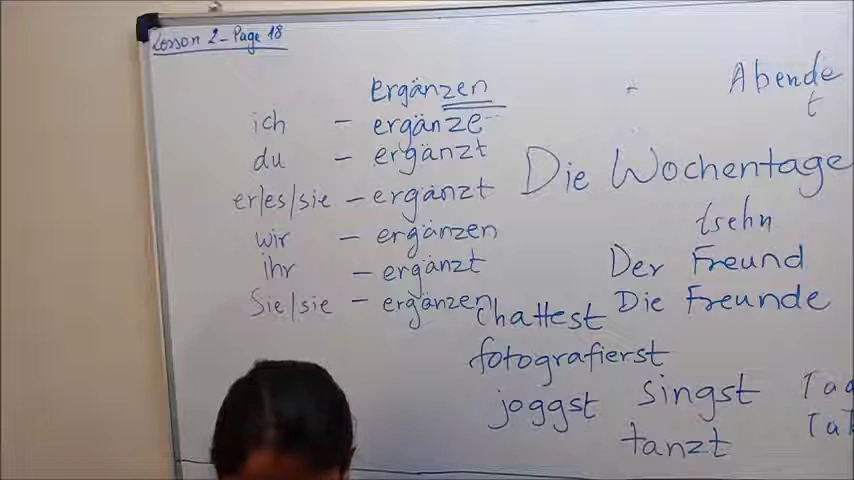 Lesson 2 - Page 18
Ergänzen
ich - ergänze
du - ergänzt
er/es/sie - ergänzt
wir - ergänzen
ihr - ergänzt
Sie/sie - ergänzen
Abende
t
Die Wochentage
tsehn
Der Freund
Die Freunde
chattest
fotografierst
joggst
singst
tanzt